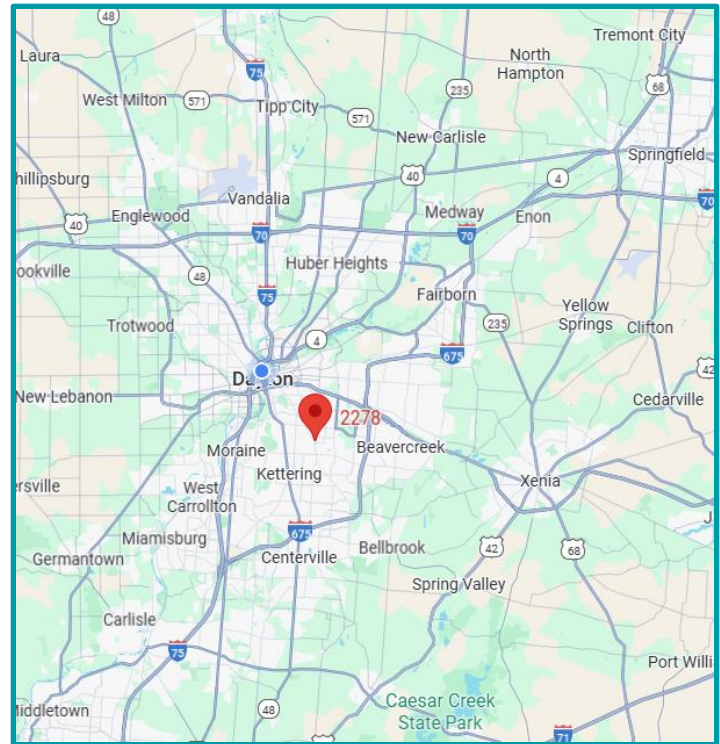 48
Tremont City
Laura
North
Hampton
75
68
235
West Milton
571
Tipp City
571
New Carlisle
Springfield
hillipsburg
40
4
Vandalia
70
Medway
Enon
40
Englewood
70
70
ookville
Huber Heights
48
75
Fairborn
Yellow
Springs
Clifton
Trotwood
4
235
675
42
Dayton
New Lebanon
Cedarville
2278
Moraine
Beavercreek
Kettering
Xenia
ersville
West
Carrollton
J
675
Miamisburg
Bellbrook
42
68
Germantown
Centerville
Spring Valley
Carlisle
75
Port Willi
Caesar Creek
State Park
iddletown
48
71